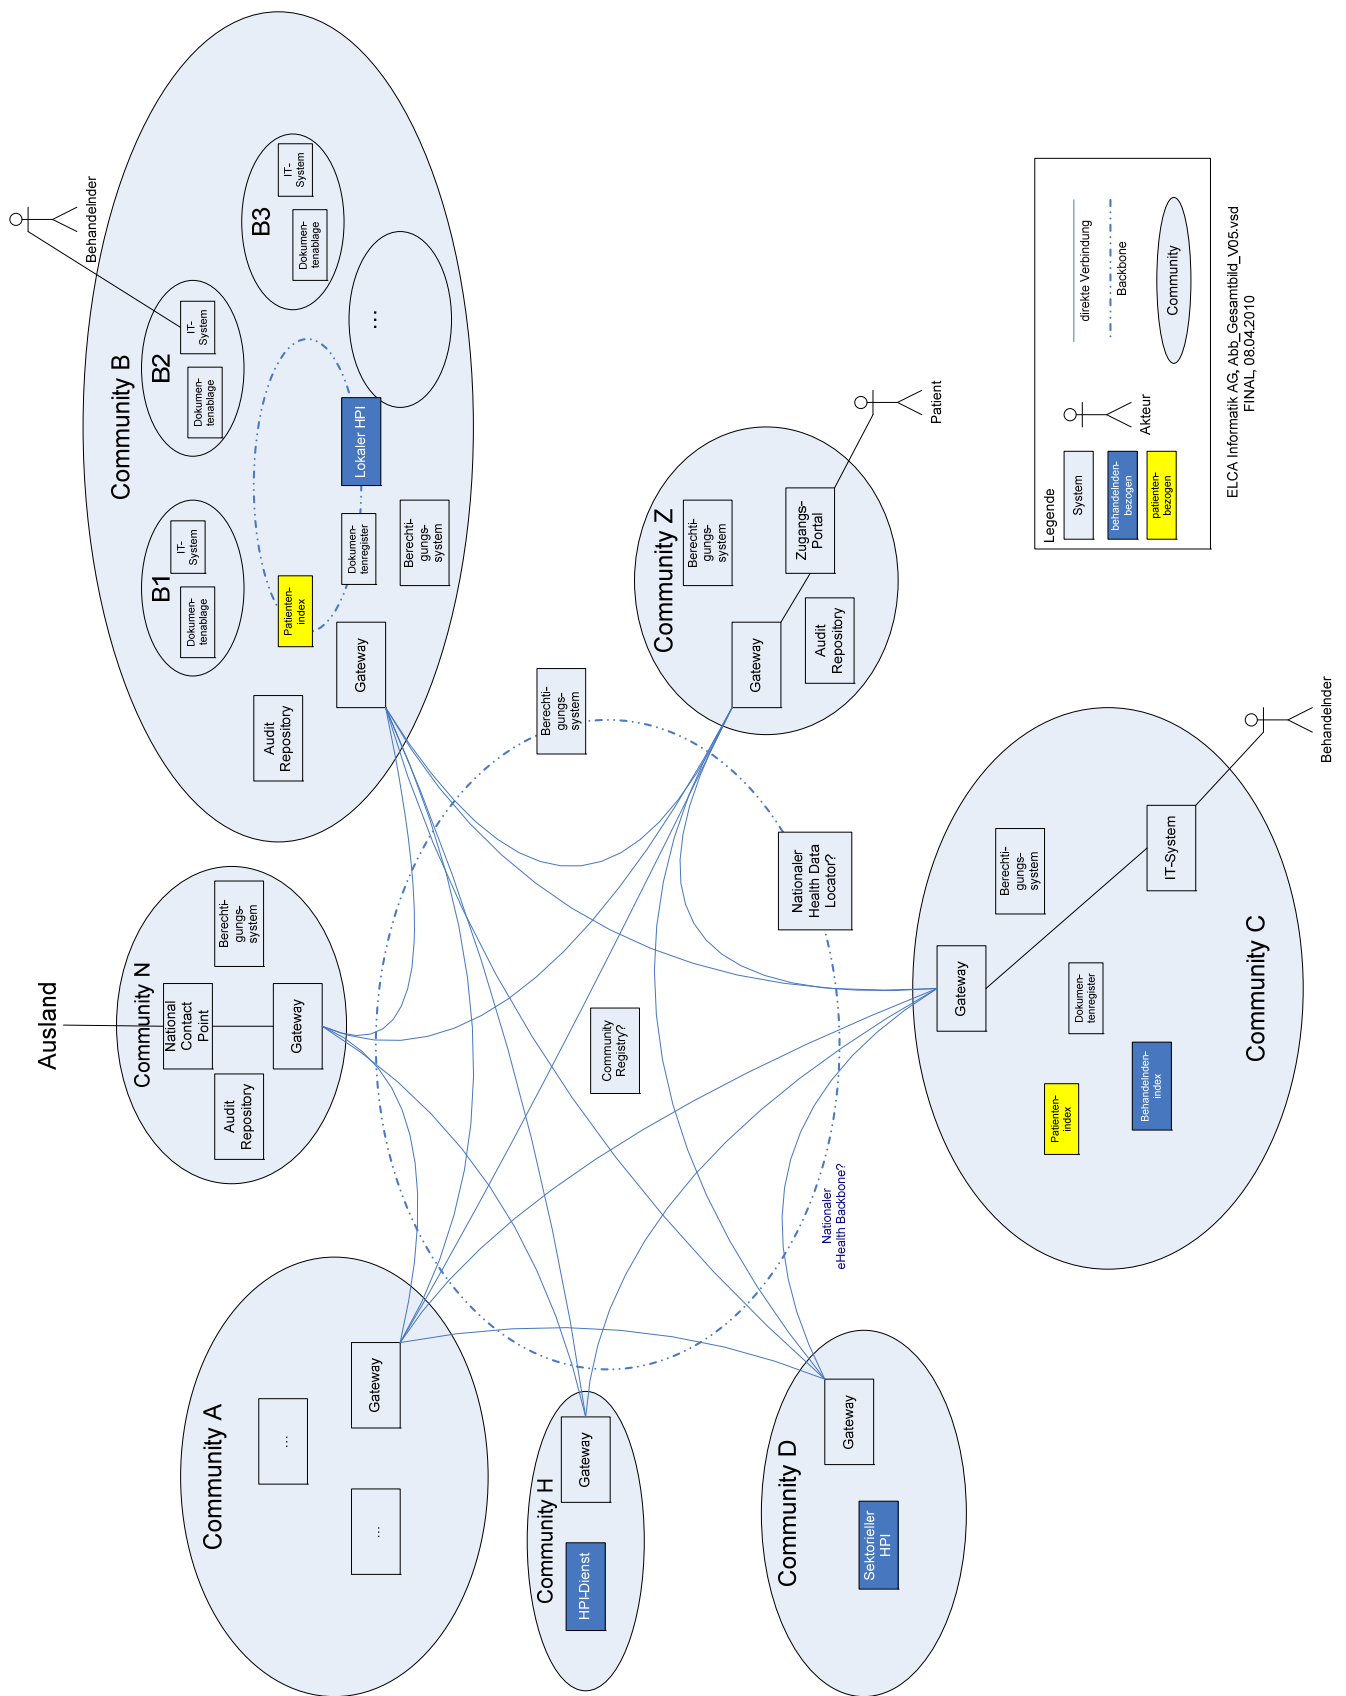 Ausland
Community N
National
Contact
Point
Berechti-
gungs-
system
Audit
Repository
Gateway
Community B
B1
Dokumen-
tenablage
IT-
System
B2
Dokumen-
tenablage
IT-
System
B3
Dokumen-
tenablage
IT-
System
...
Behandelnder
Patienten-
index
Lokaler HPI
Dokumen-
tenregister
Berechti-
gungs-
system
Audit
Repository
Gateway
Community A
...
...
Gateway
Community H
HPI-Dienst
Gateway
Community D
Sektorieller
HPI
Gateway
Berechti-
gungs-
system
Community
Registry?
Nationaler
Health Data
Locator?
Nationaler
eHealth Backbone?
Community Z
Berechti-
gungs-
system
Gateway
Zugangs-
Portal
Audit
Repository
Patient
Community C
Gateway
Berechti-
gungs-
system
Dokumen-
tenregister
Patienten-
index
Behandelnden-
index
IT-System
Behandelnder
Legende
System
behandelnden-
bezogen
patienten-
bezogen
Akteur
direkte Verbindung
Backbone
Community
ELCA Informatik AG, Abb_Gesamtbild_V05.vsd
FINAL, 08.04.2010